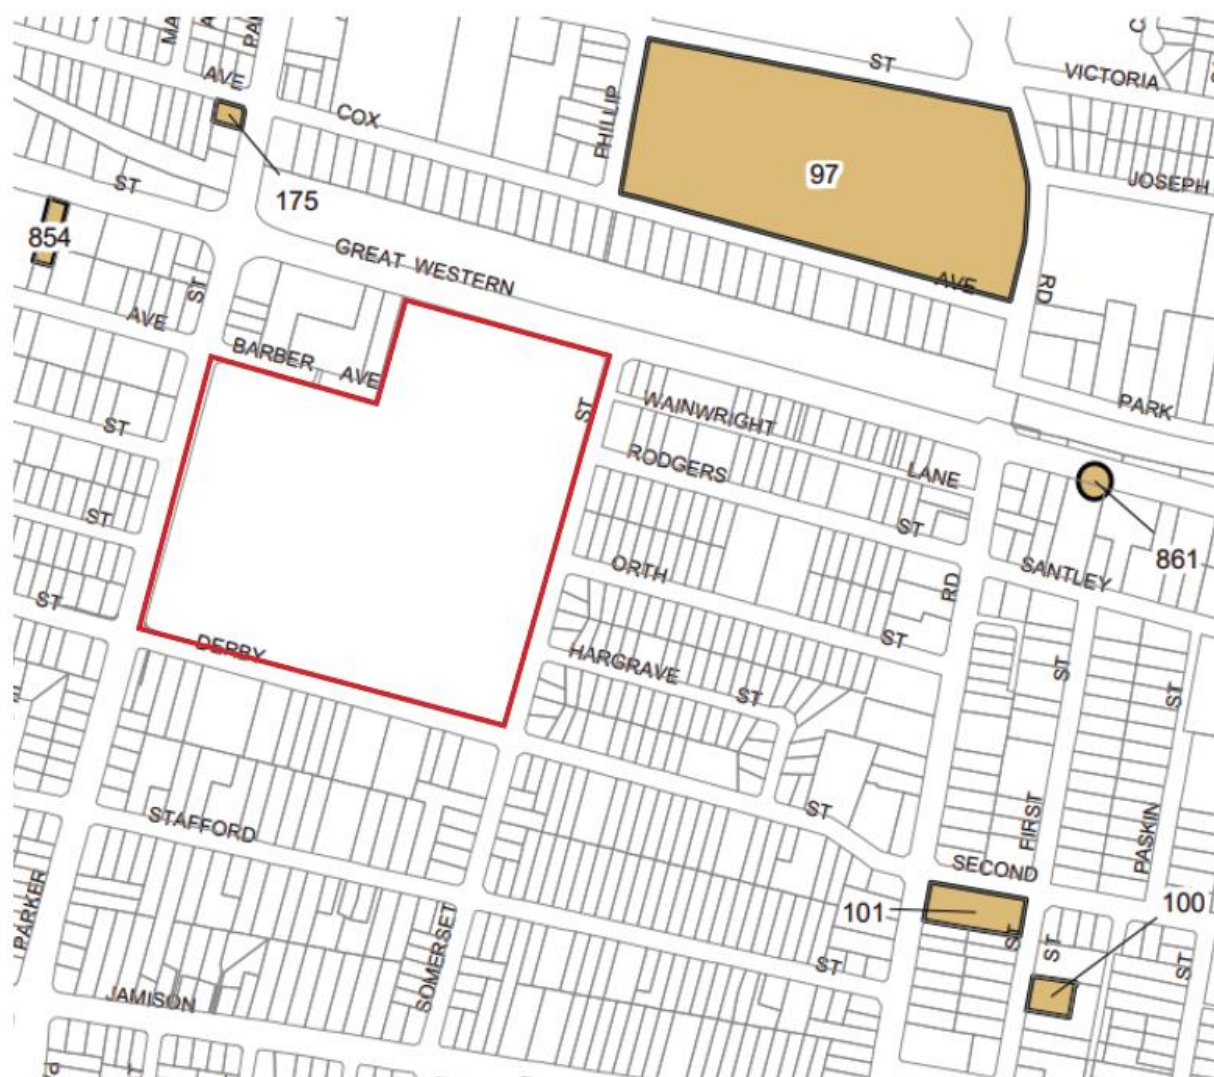 AVE
COX
PHILLIP
ST
VICTORIA
97
JOSEPH
175
ST
854
GREAT WESTERN
AVE
RD
ST
AVE
BARBER AVE
PARK
ST
WAINWRIGHT
LANE
ST
RODGERS
ST
861
SANTLEY
ST
ORTH
ST
RD
ST
DERBY
HARGRAVE
ST
ST
ST
STAFFORD
ST
FIRST
PASKIN
SECOND
PARKER
SOMERSET
101
100
ST
ST
ST
ST
JAMISON